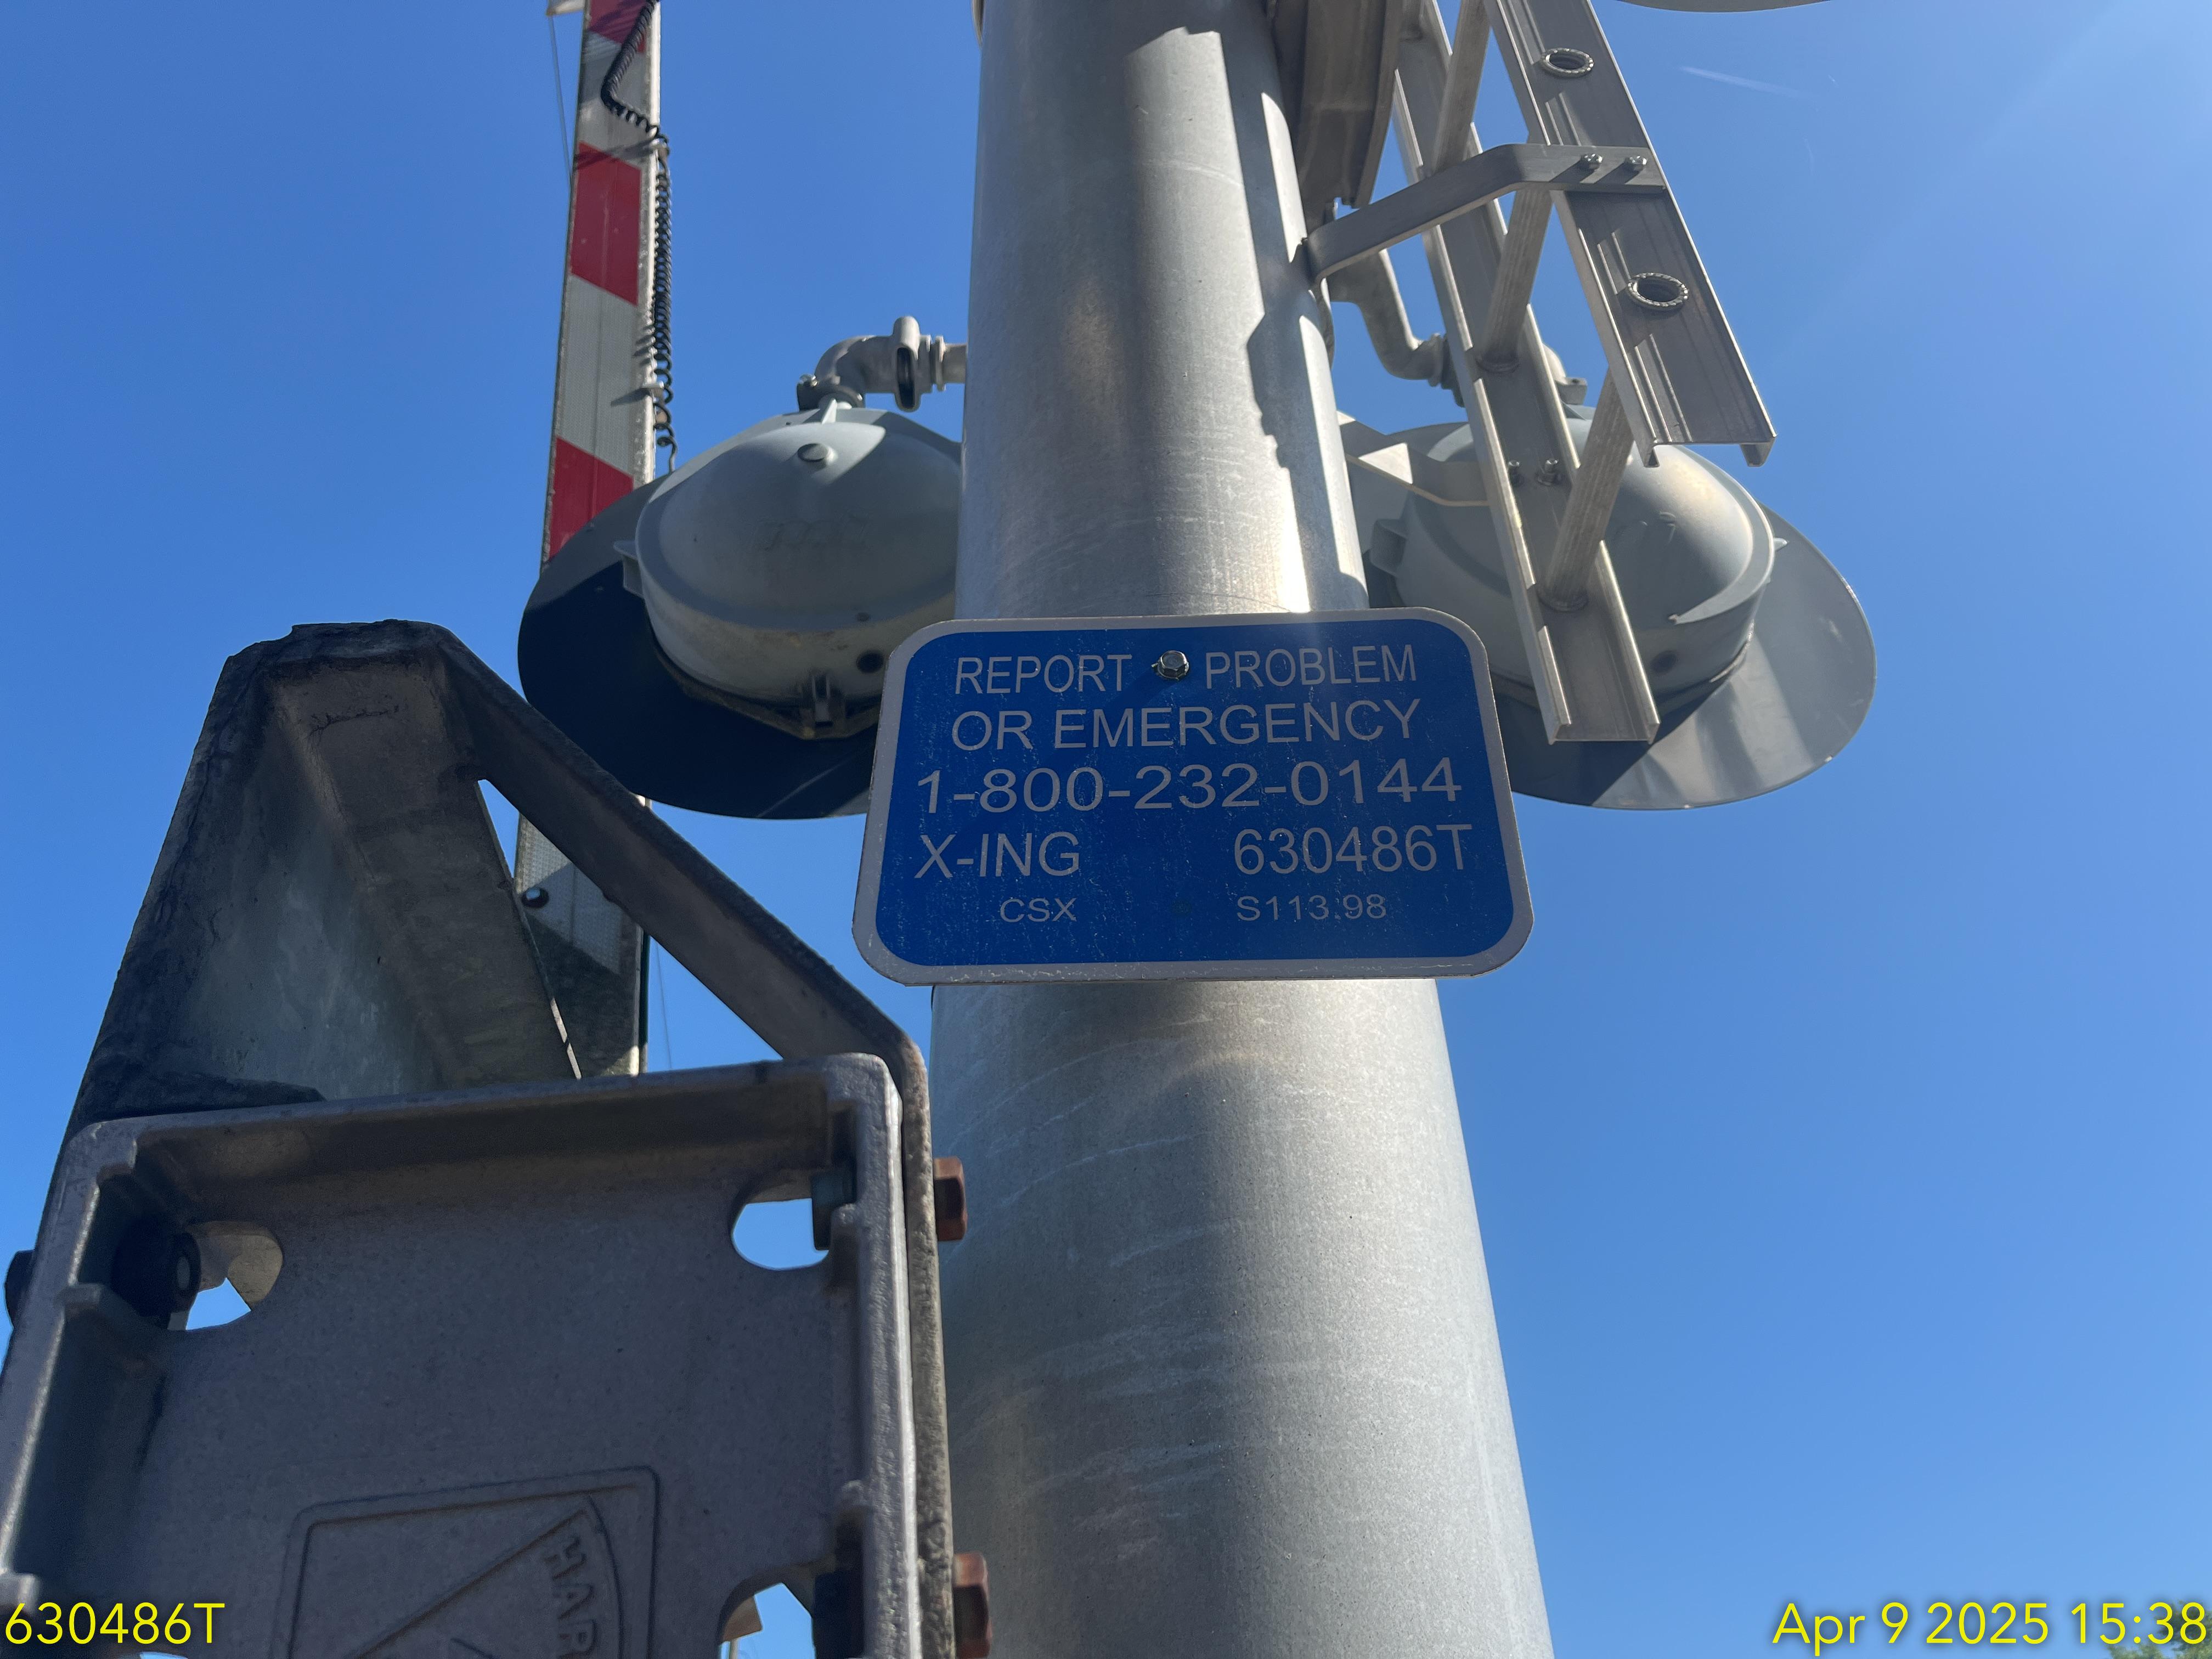 REPORT PROBLEM
OR EMERGENCY
1-800-232-0144
X-ING 630486T
CSX S113.98
HAR
630486T
Apr 9 2025 15:38